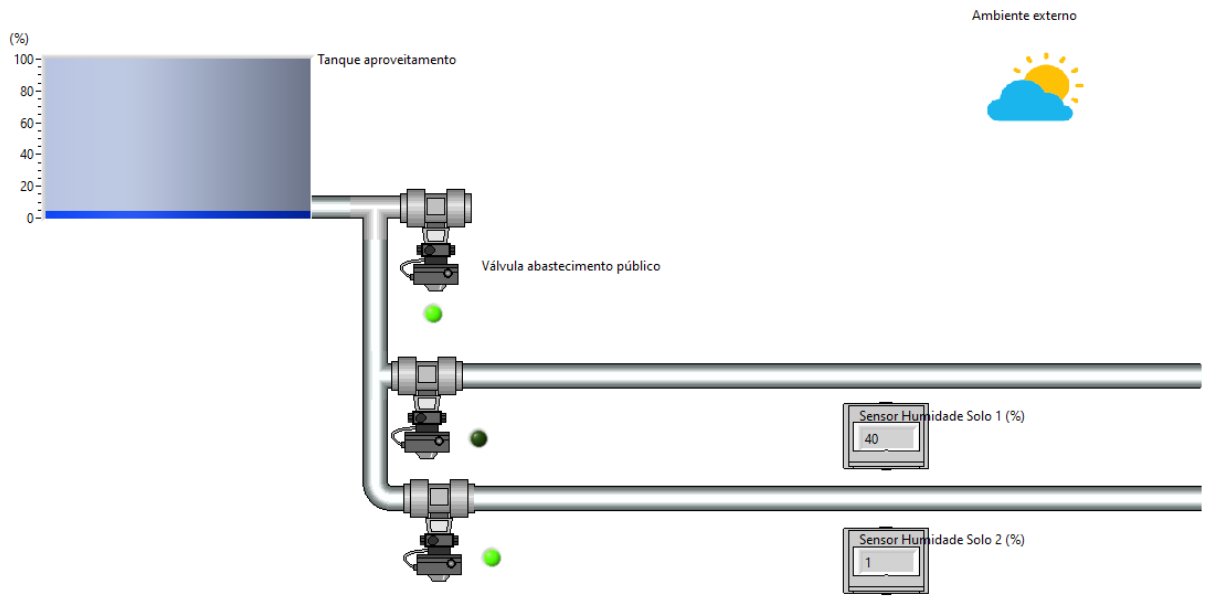 Ambiente externo
(%)
Tanque aproveitamento
100
80
60
40
20
0
Válvula abastecimento público
Sensor Humidade Solo 1 (%)
40
Sensor Humidade Solo 2 (%)
1